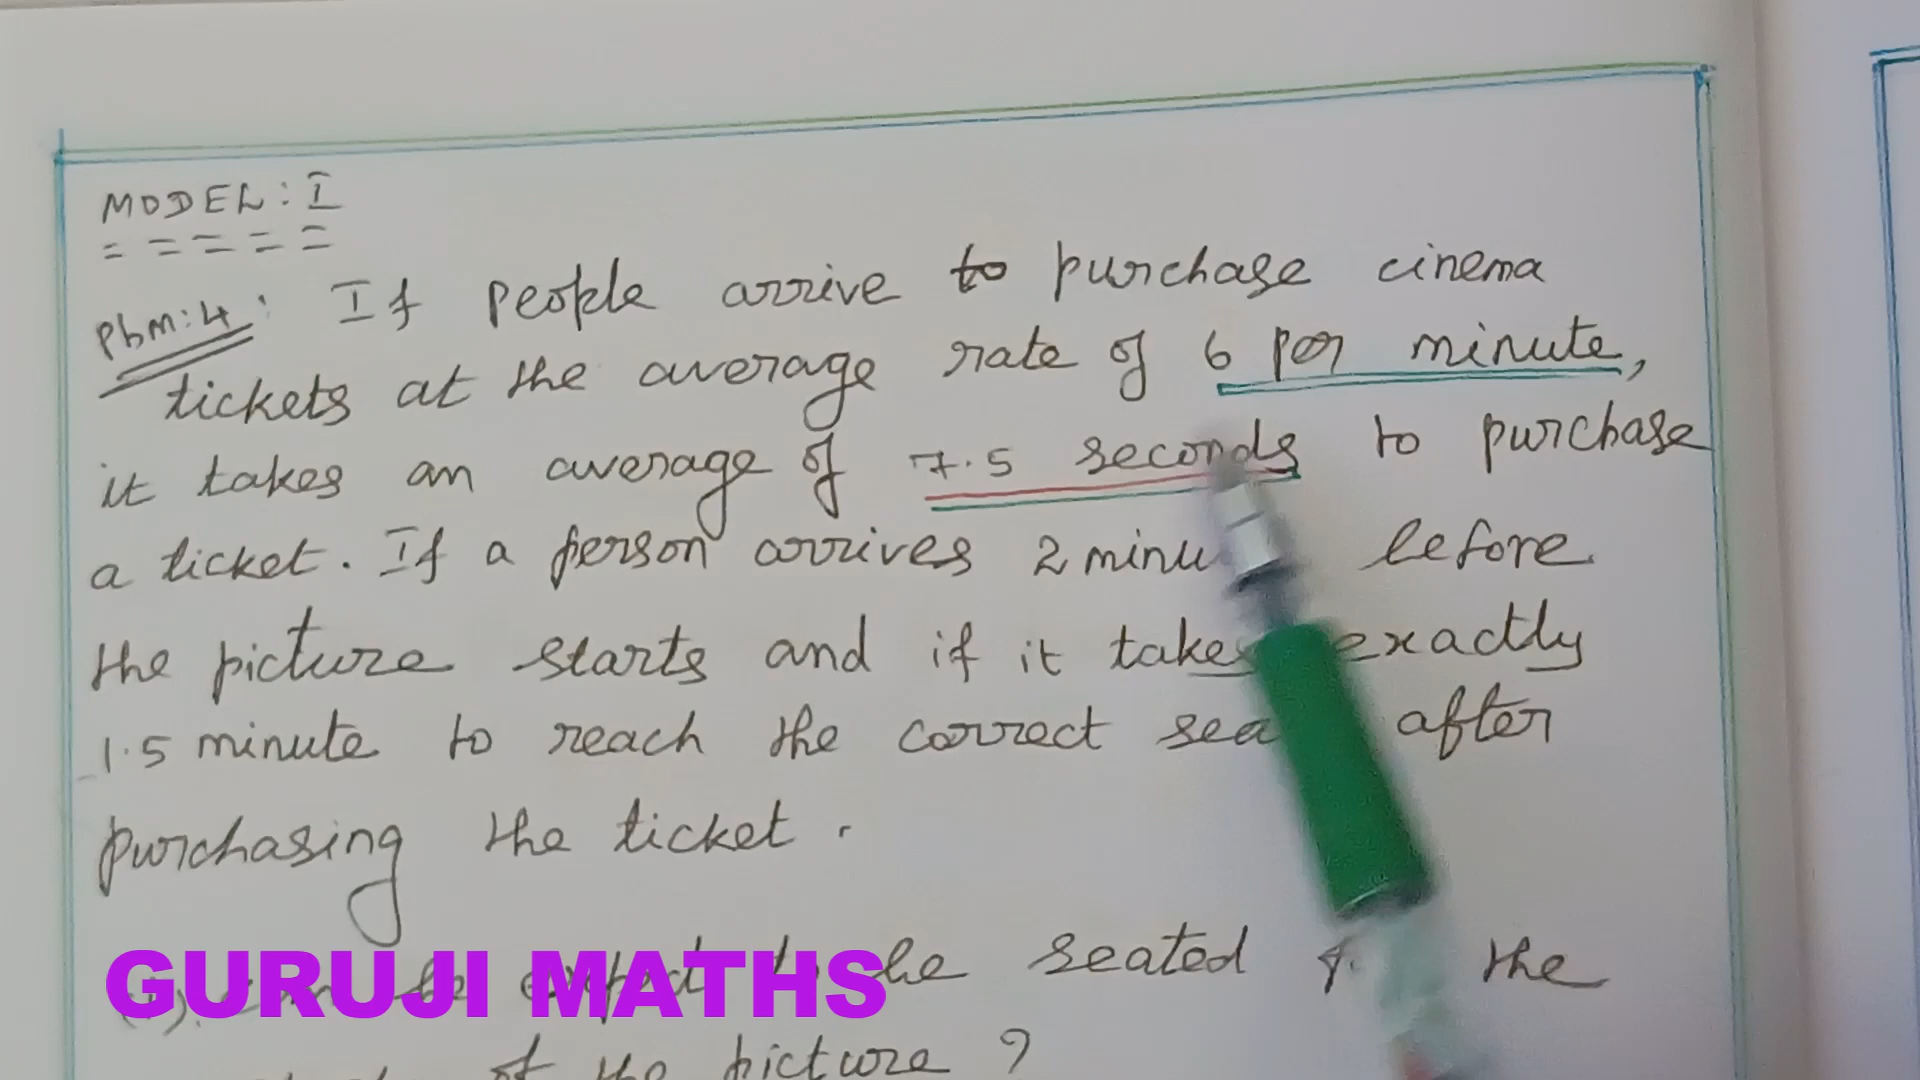 MODEL: I
Pbm:4: If people arrive to purchase cinema
tickets at the average rate of 6 per minute,
it takes an average of 7.5 seconds to purchase
a ticket. If a person arrives 2 before
the picture starts and if it takes exactly
1.5 minute to reach the correct after
purchasing the ticket.
GURUJI MATHS
he seated the
of the picture ?